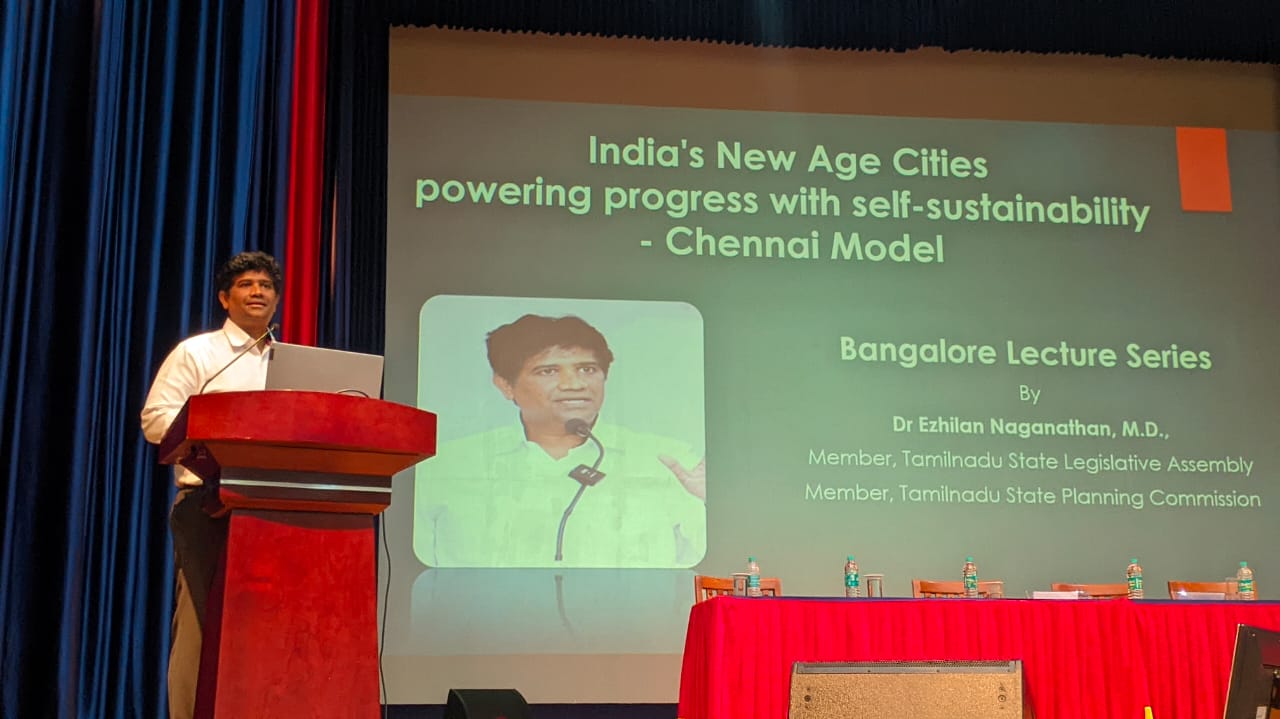 India's New Age Cities
powering progress with self-sustainability
- Chennai Model
Bangalore Lecture Series
By
Dr Ezhilan Naganathan, M.D.,
Member, Tamilnadu State Legislative Assembly
Member, Tamilnadu State Planning Commission